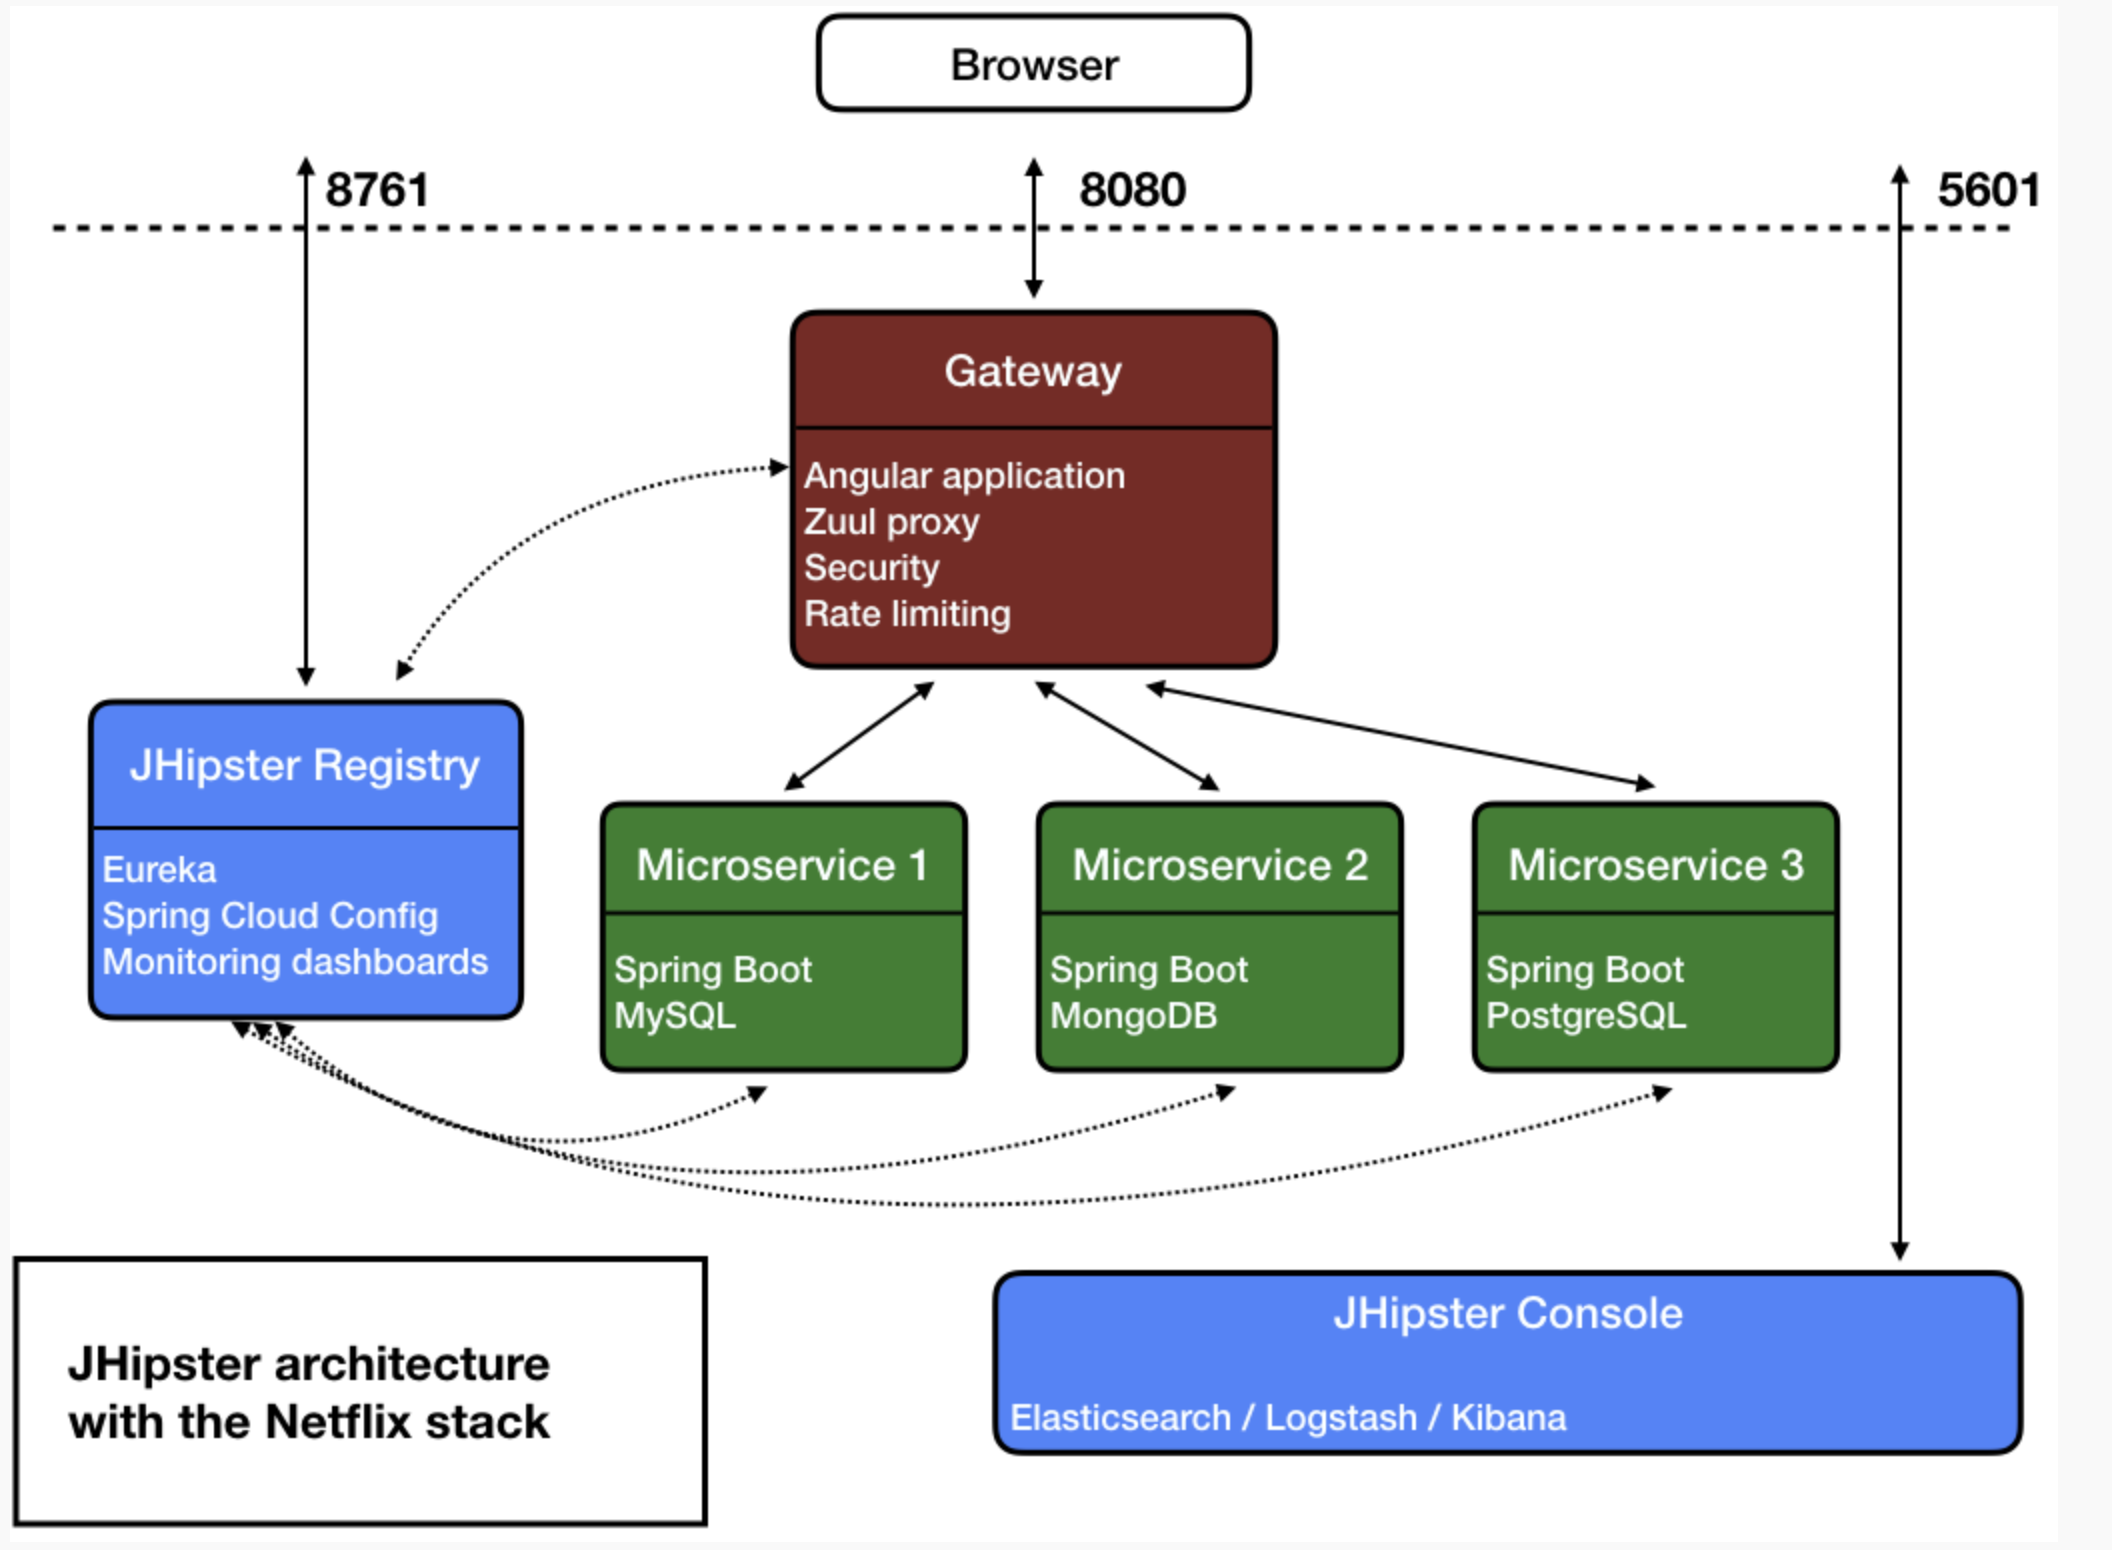 Browser
8761
8080
5601
Gateway
Angular application
Zuul proxy
Security
Rate limiting
JHipster Registry
Eureka
Spring Cloud Config
Monitoring dashboards
Microservice 1
Spring Boot
MySQL
Microservice 2
Spring Boot
MongoDB
Microservice 3
Spring Boot
PostgreSQL
JHipster architecture
with the Netflix stack
JHipster Console
Elasticsearch / Logstash / Kibana